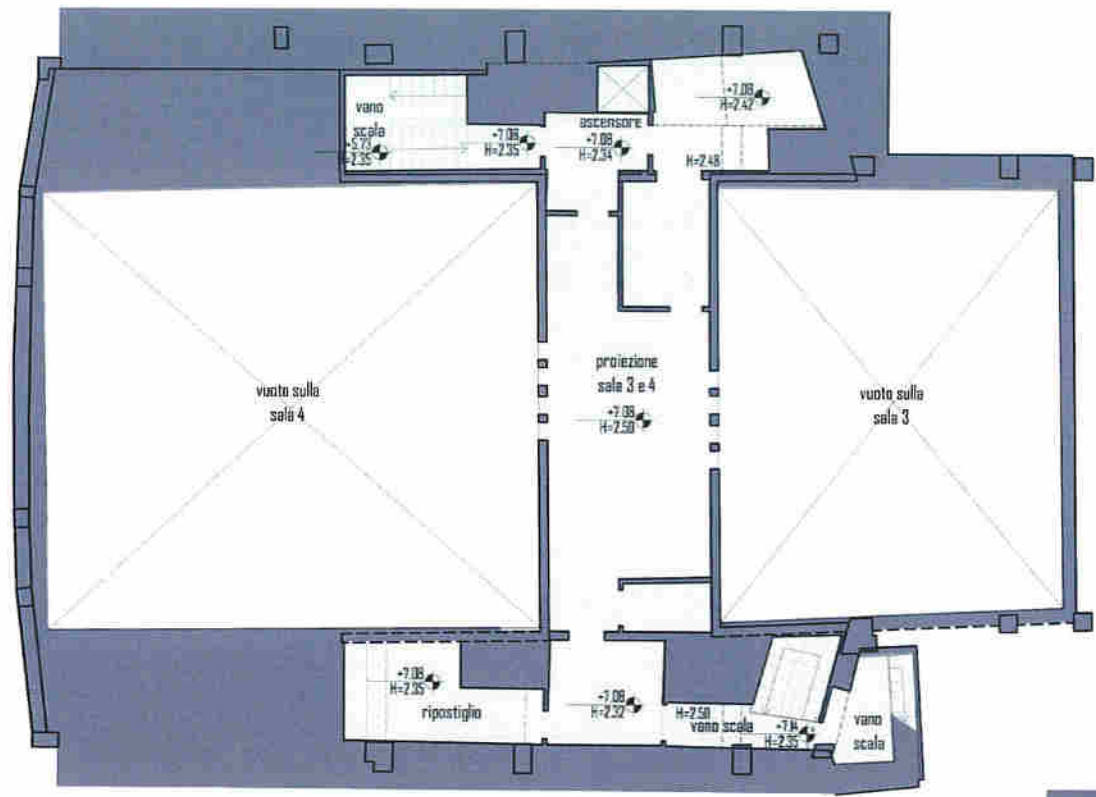 +7.08
H=2.42
vano
scala
+5.73
H=2.35
+7.08
H=2.35
ascensore
+7.08
H=2.34
H=2.48
proiezione
sala 3 e 4
+7.08
H=2.50
vuoto sulla
sala 4
vuoto sulla
sala 3
+7.08
H=2.35
ripostiglio
+7.08
H=2.32
H=2.50
vano scala
+7.14
H=2.35
vano
scala